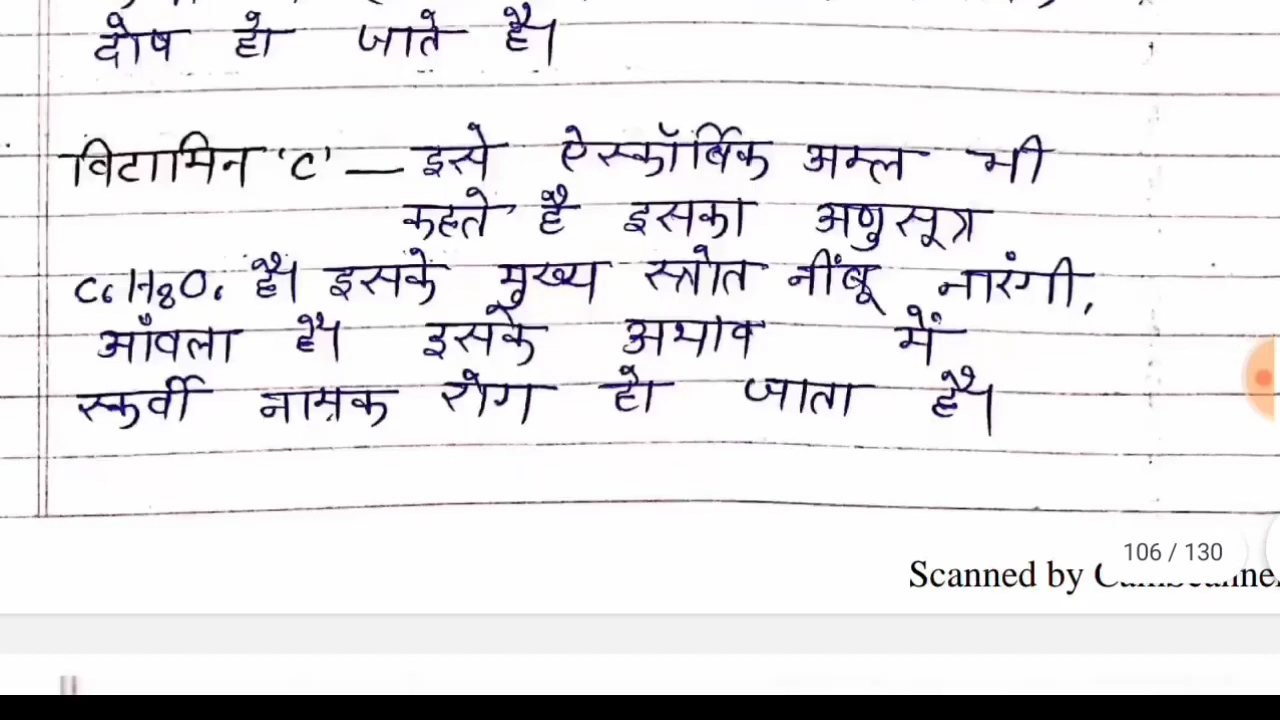 दोष हो जाते है।
विटामिन 'C' — इसे ऐस्कॉर्बिक अम्ल भी
कहते है इसका अणुसूत्र
C₆H₈O₆ है। इसके मुख्य स्त्रोत नींबू नारंगी,
आँवला है। इसके अभाव में
स्कर्वी नामक रोग हो जाता है।
106 / 130
Scanned by